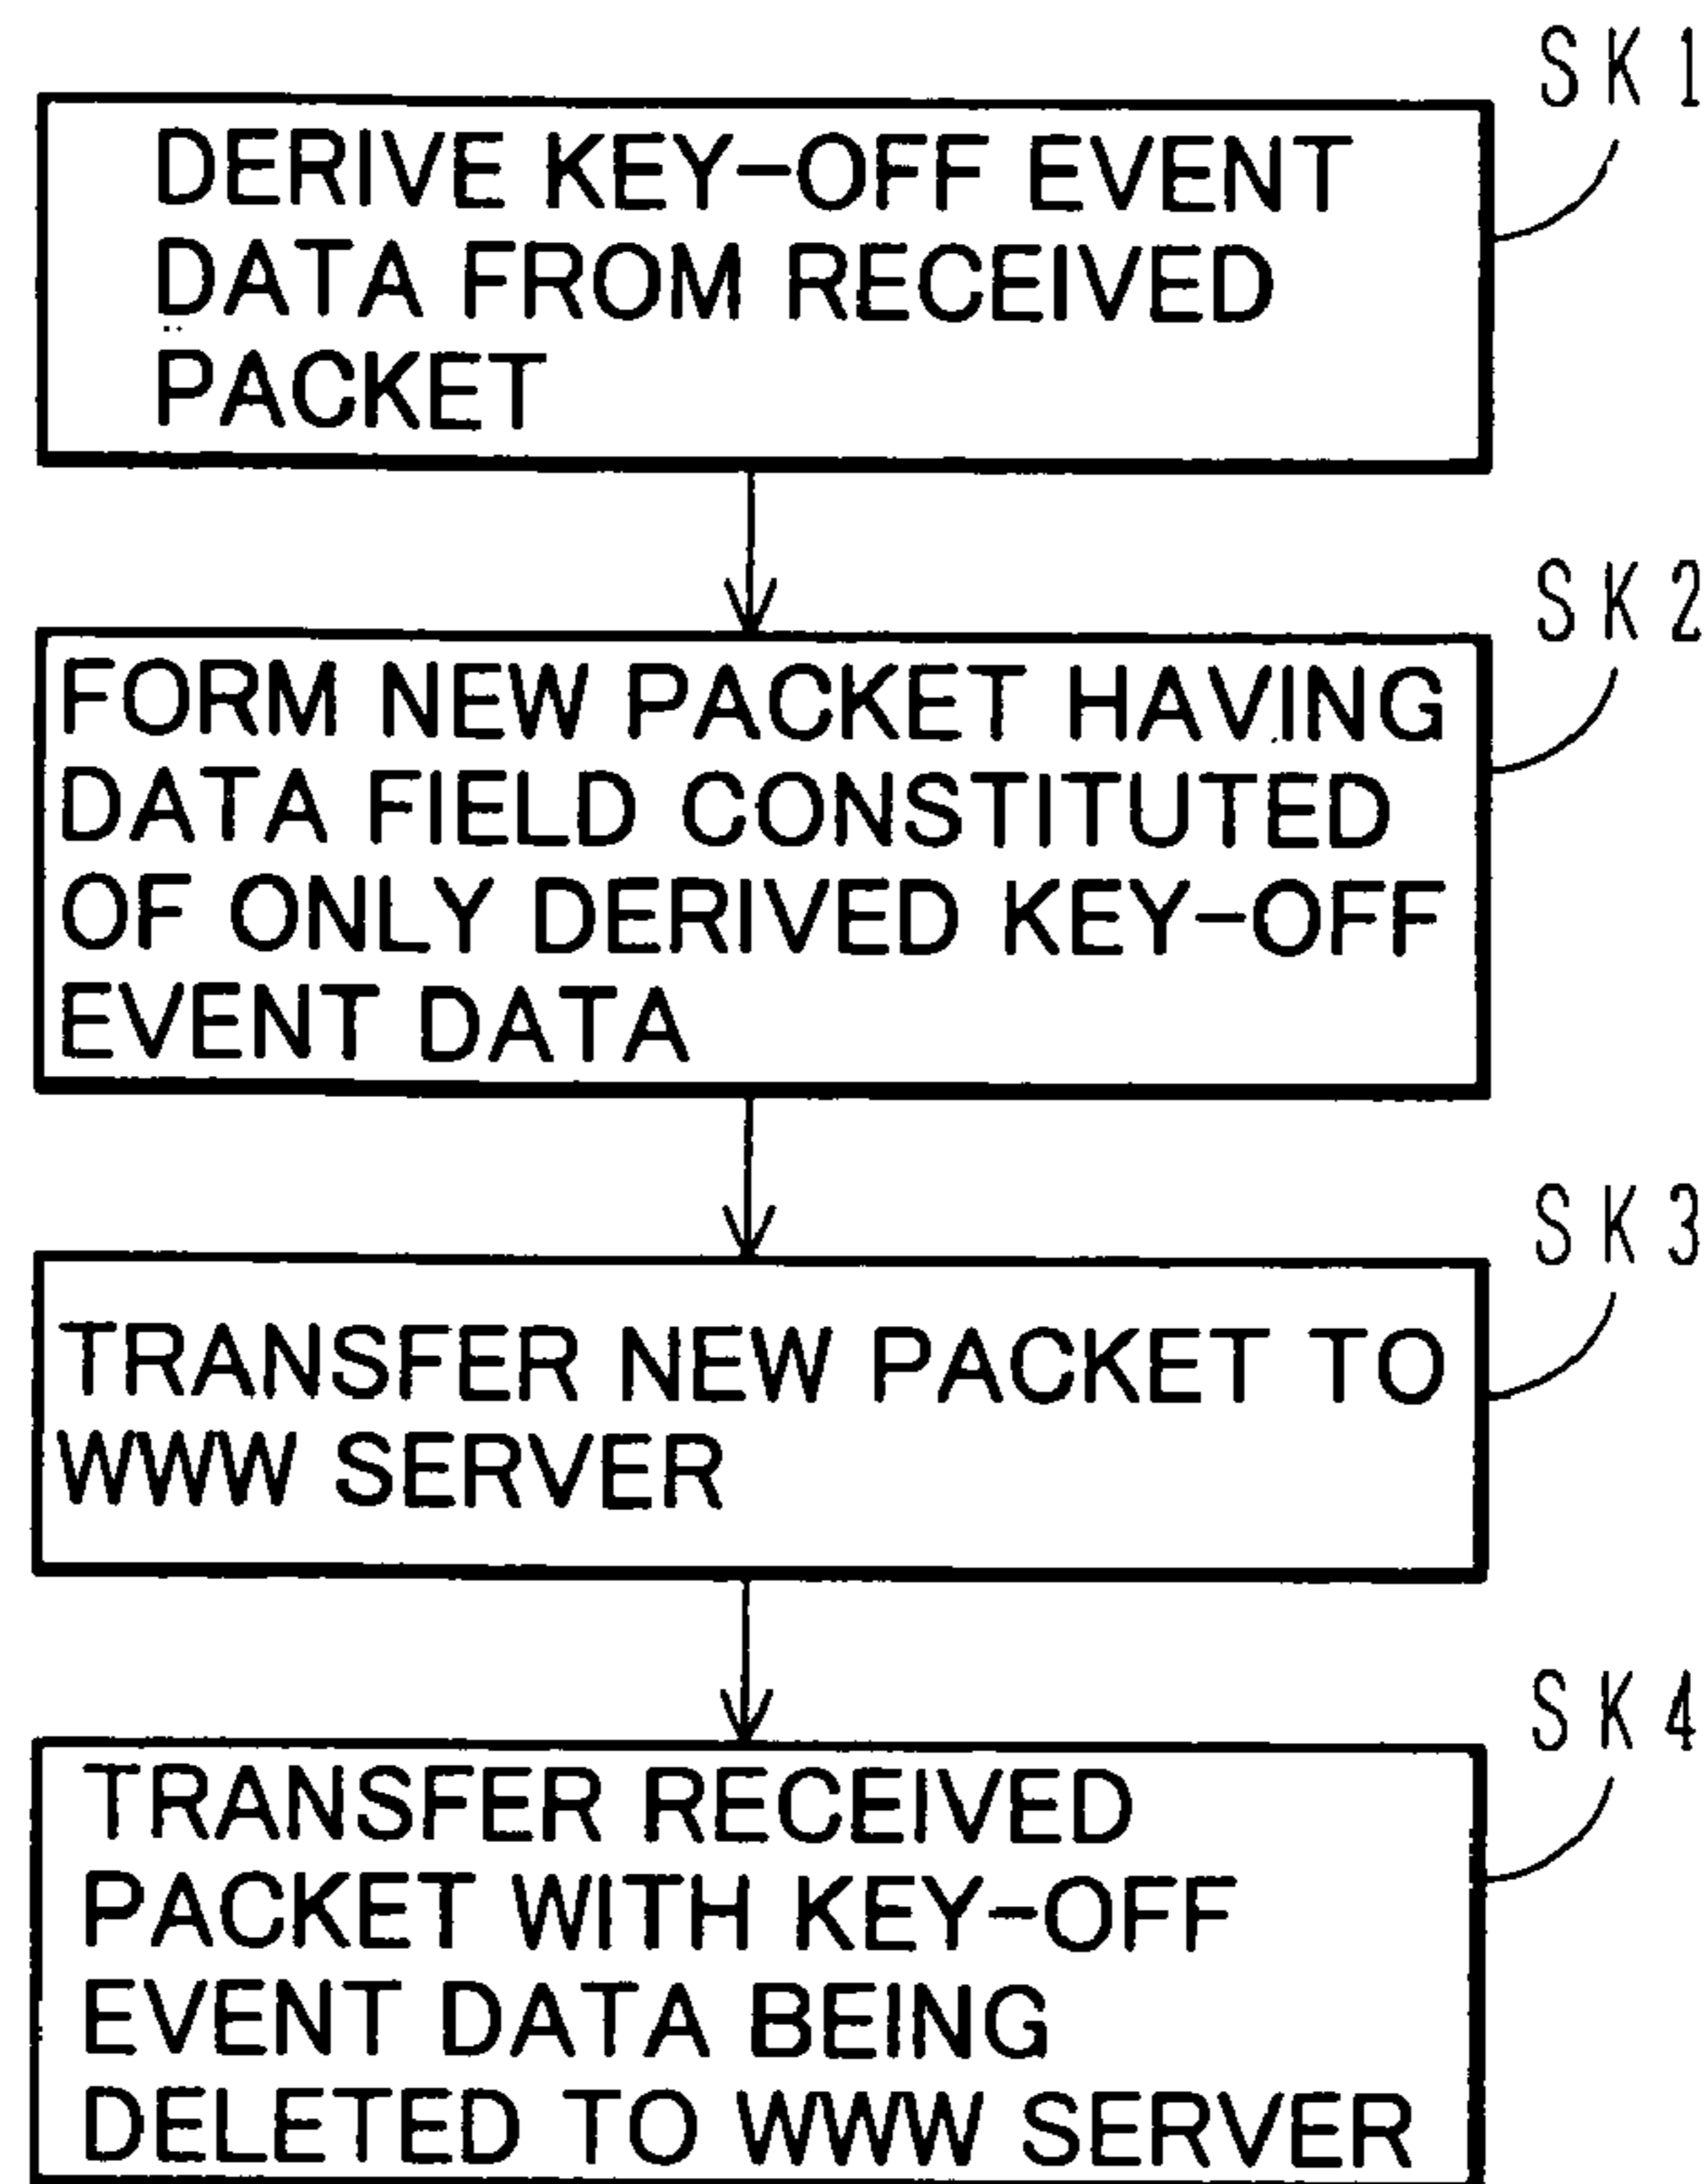 SK1
DERIVE KEY-OFF EVENT
DATA FROM RECEIVED
PACKET
SK2
FORM NEW PACKET HAVING
DATA FIELD CONSTITUTED
OF ONLY DERIVED KEY-OFF
EVENT DATA
SK3
TRANSFER NEW PACKET TO
WWW SERVER
SK4
TRANSFER RECEIVED
PACKET WITH KEY-OFF
EVENT DATA BEING
DELETED TO WWW SERVER